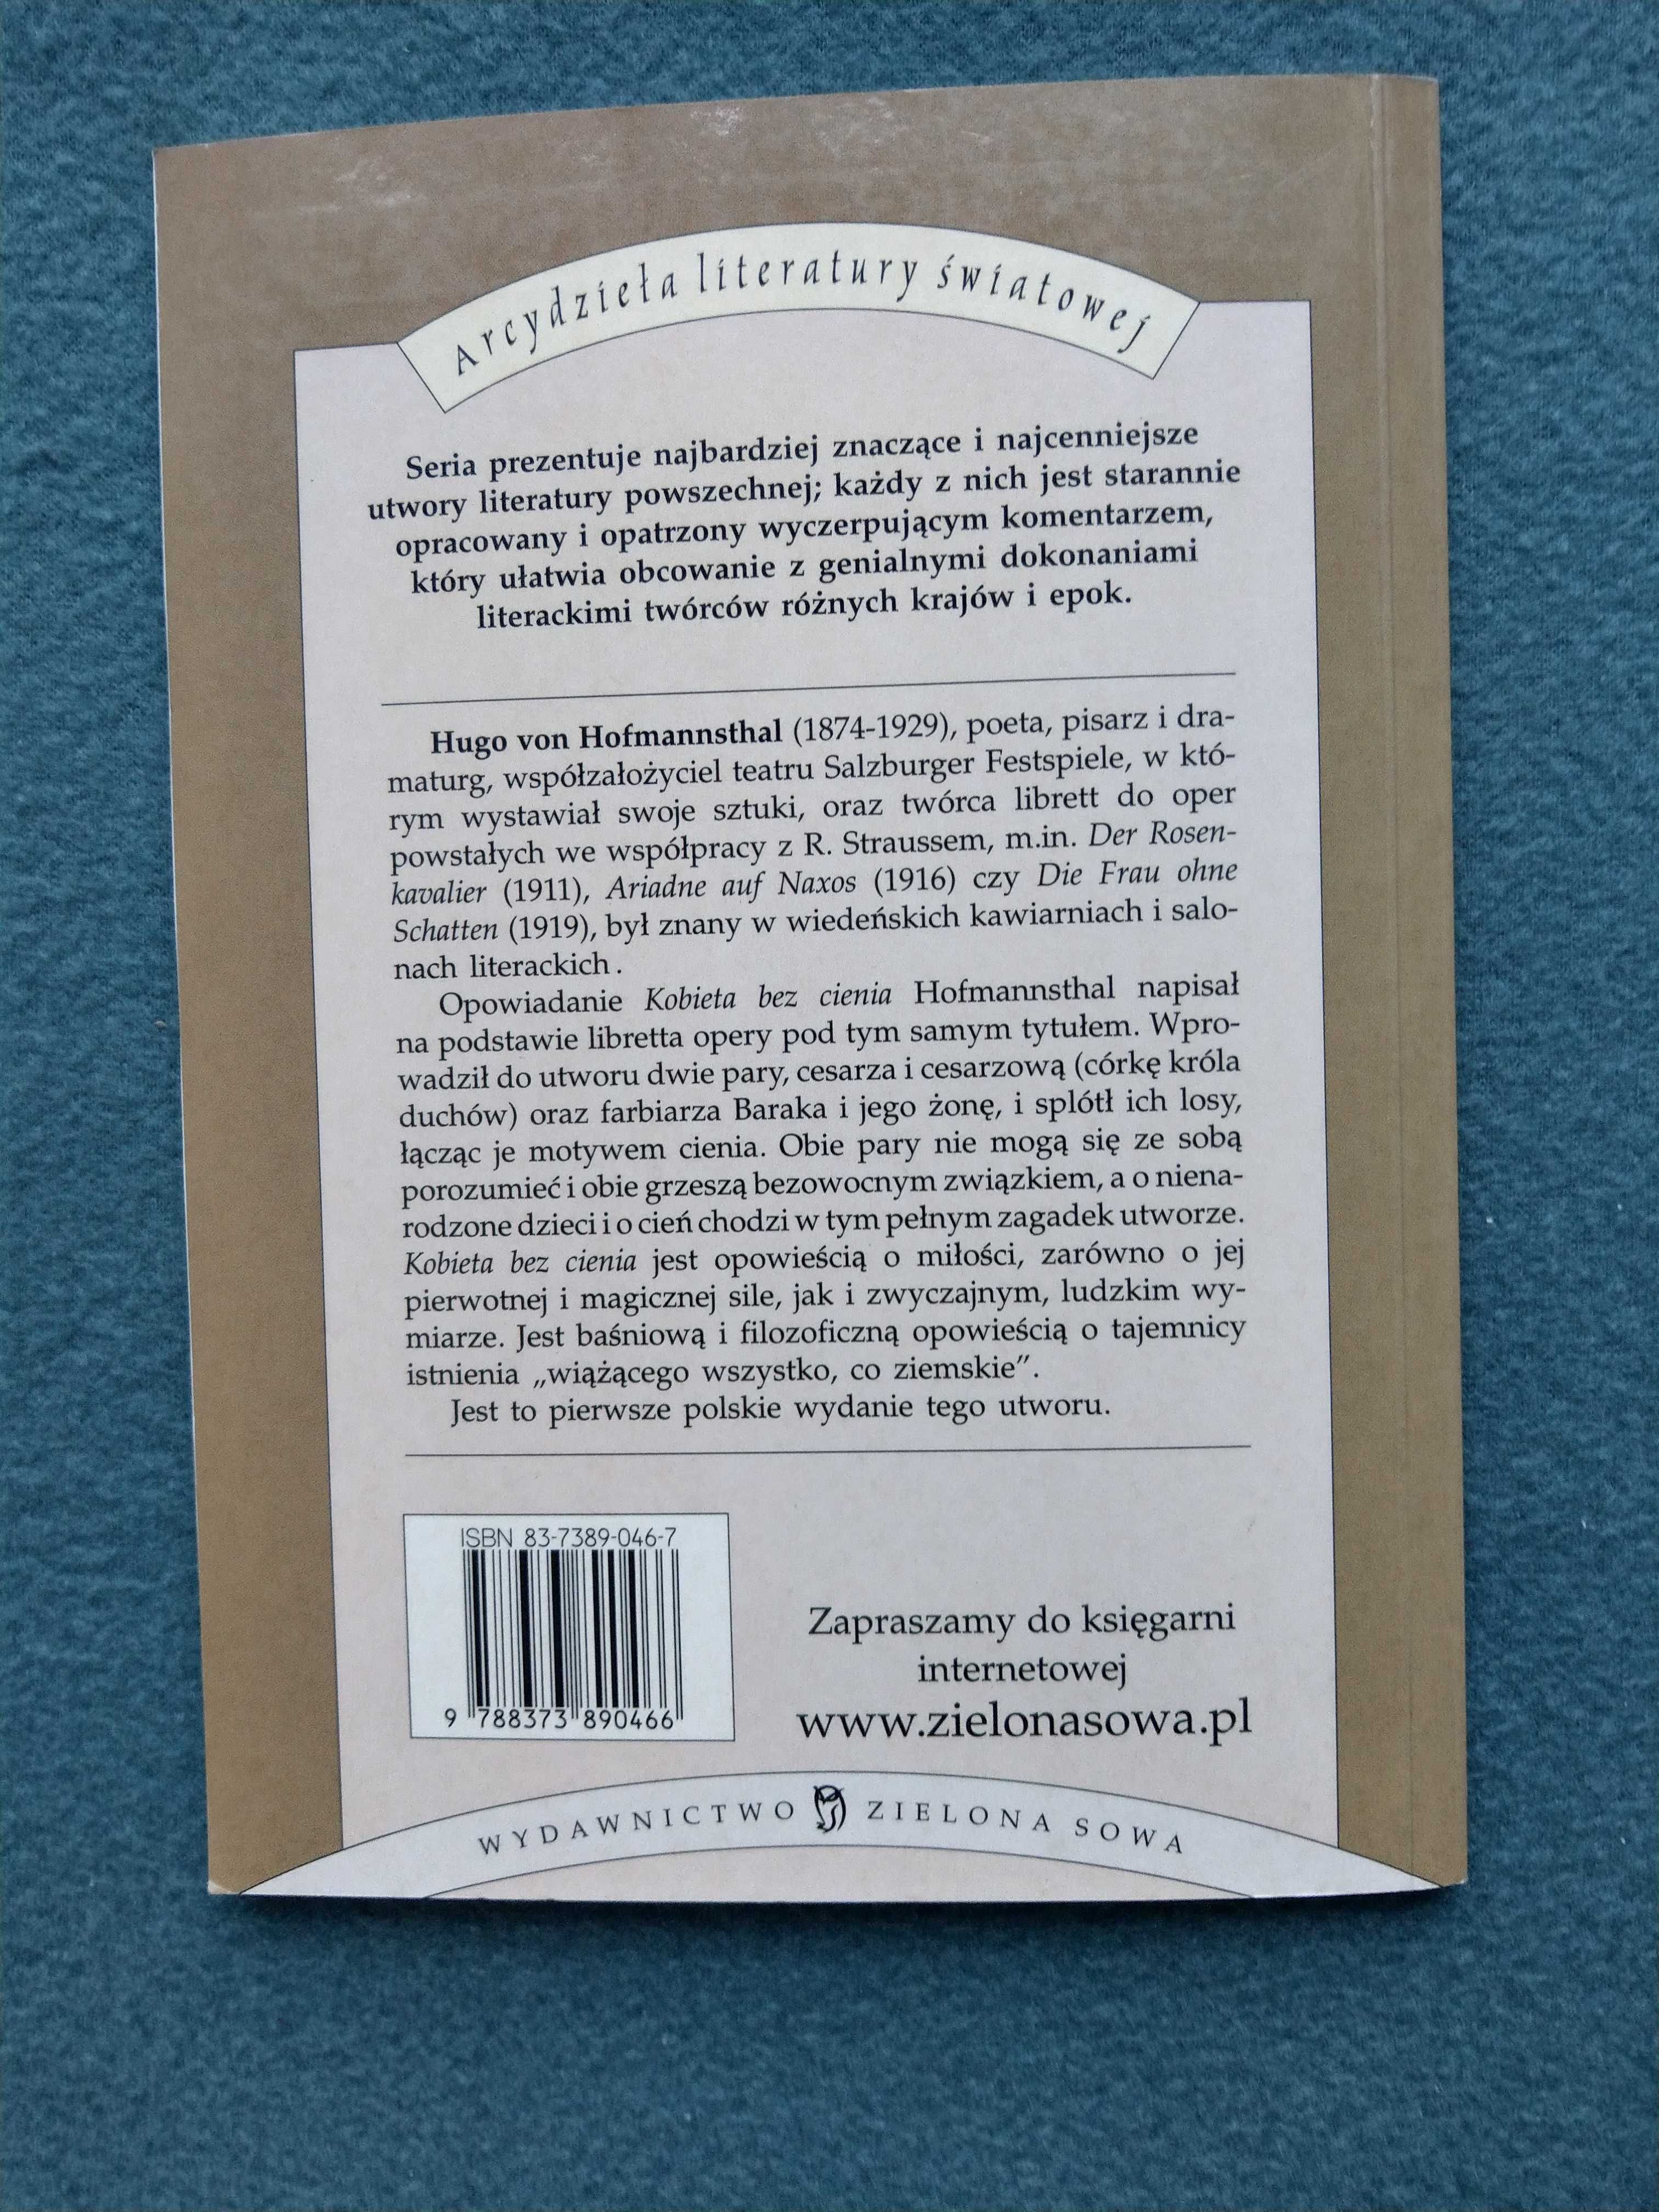 Arcydzieła literatury światowej
Seria prezentuje najbardziej znaczące i najcenniejsze
utwory literatury powszechnej; każdy z nich jest starannie
opracowany i opatrzony wyczerpującym komentarzem,
który ułatwia obcowanie z genialnymi dokonaniami
literackimi twórców różnych krajów i epok.
Hugo von Hofmannsthal (1874-1929), poeta, pisarz i dra-
maturg, współzałożyciel teatru Salzburger Festspiele, w któ-
rym wystawiał swoje sztuki, oraz twórca librett do oper
powstałych we współpracy z R. Straussem, m.in. Der Rosen-
kavalier (1911), Ariadne auf Naxos (1916) czy Die Frau ohne
Schatten (1919), był znany w wiedeńskich kawiarniach i salo-
nach literackich.
Opowiadanie Kobieta bez cienia Hofmannsthal napisał
na podstawie libretta opery pod tym samym tytułem. Wpro-
wadził do utworu dwie pary, cesarza i cesarzową (córkę króla
duchów) oraz farbiarza Baraka i jego żonę, i splótł ich losy,
łącząc je motywem cienia. Obie pary nie mogą się ze sobą
porozumieć i obie grzeszą bezowocnym związkiem, a o niena-
rodzone dzieci i o cień chodzi w tym pełnym zagadek utworze.
Kobieta bez cienia jest opowieścią o miłości, zarówno o jej
pierwotnej i magicznej sile, jak i zwyczajnym, ludzkim wy-
miarze. Jest baśniową i filozoficzną opowieścią o tajemnicy
istnienia „wiążącego wszystko, co ziemskie”.
Jest to pierwsze polskie wydanie tego utworu.
ISBN 83-7389-046-7
9 788373 890466
Zapraszamy do księgarni
internetowej
www.zielonasowa.pl
WYDAWNICTWO ZIELONA SOWA